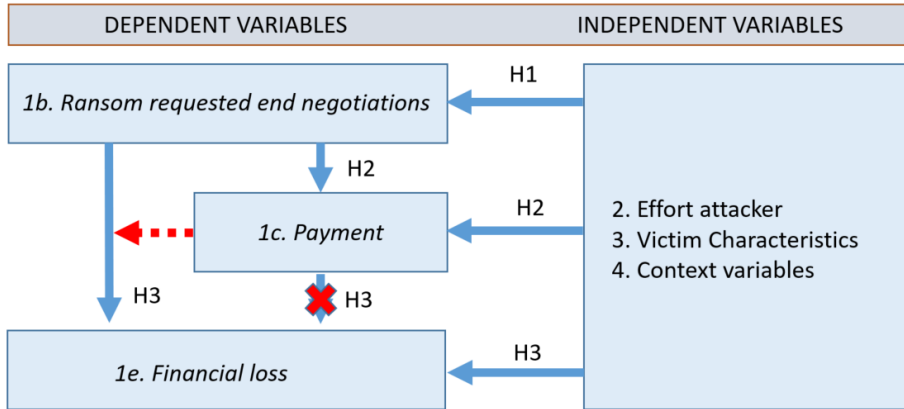 DEPENDENT VARIABLES
INDEPENDENT VARIABLES
1b. Ransom requested end negotiations
H1
H2
1c. Payment
H2
2. Effort attacker
3. Victim Characteristics
4. Context variables
H3
H3
1e. Financial loss
H3